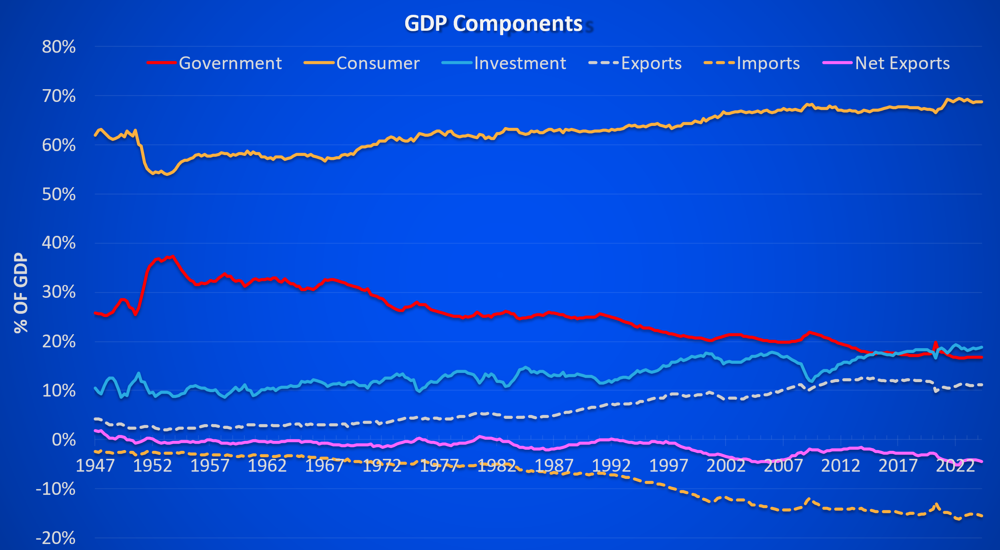 GDP Components
80%
Government Consumer Investment Exports Imports Net Exports
70%
60%
50%
40%
30%
20%
10%
0%
-10%
-20%
% OF GDP
1947 1952 1957 1962 1967 1972 1977 1982 1987 1992 1997 2002 2007 2012 2017 2022